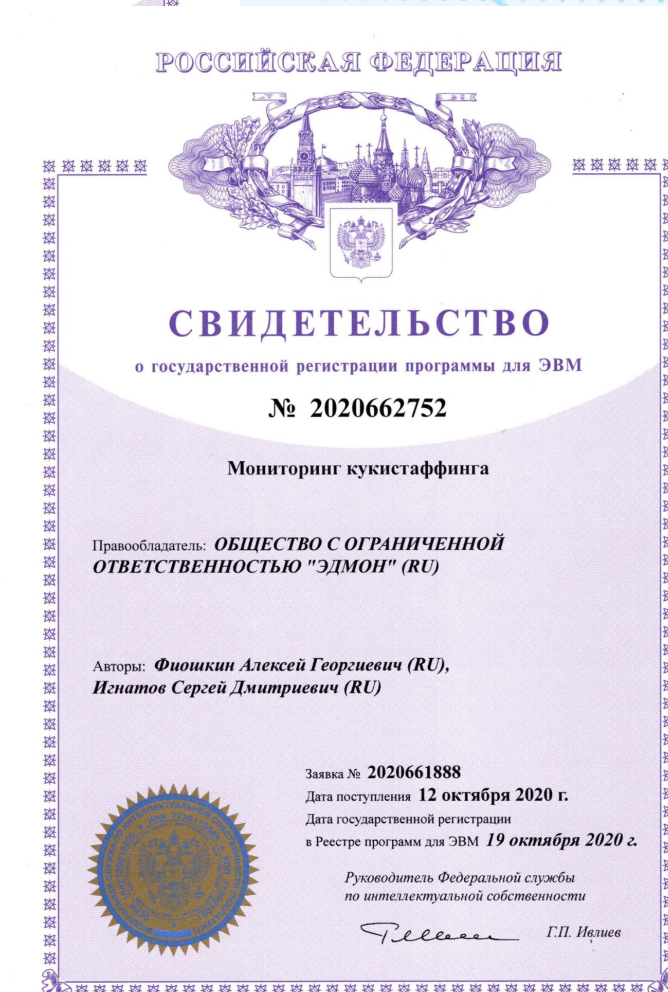 РОССИЙСКАЯ ФЕДЕРАЦИЯ
СВИДЕТЕЛЬСТВО
о государственной регистрации программы для ЭВМ
№ 2020662752
Мониторинг кукистаффинга
Правообладатель: ОБЩЕСТВО С ОГРАНИЧЕННОЙ
ОТВЕТСТВЕННОСТЬЮ "ЭДМОН" (RU)
Авторы: Фиошкин Алексей Георгиевич (RU),
Игнатов Сергей Дмитриевич (RU)
Заявка № 2020661888
Дата поступления 12 октября 2020 г.
Дата государственной регистрации
в Реестре программ для ЭВМ 19 октября 2020 г.
Руководитель Федеральной службы
по интеллектуальной собственности
Г.П. Ивлиев